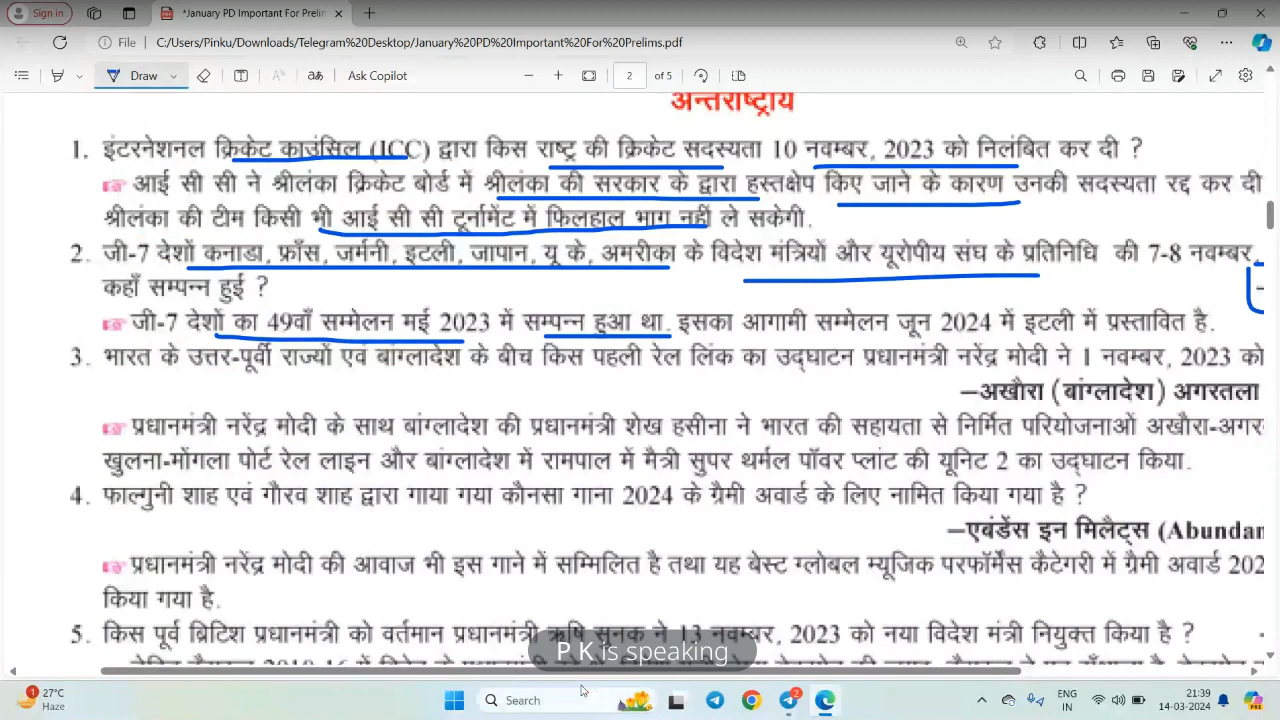 Sign in
*January PD Important For Prelim
File
C:/Users/Pinku/Downloads/Telegram%20Desktop/January%20PD%20Important%20For%20Prelims.pdf
Draw
Ask Copilot
2 of 5
अन्तर्राष्ट्रीय
1. इंटरनेशनल क्रिकेट काउंसिल (ICC) द्वारा किस राष्ट्र की क्रिकेट सदस्यता 10 नवम्बर, 2023 को निलंबित कर दी ?
आई सी सी ने श्रीलंका क्रिकेट बोर्ड में श्रीलंका की सरकार के द्वारा हस्तक्षेप किए जाने के कारण उनकी सदस्यता रद्द कर दी
श्रीलंका की टीम किसी भी आई सी सी टूर्नामेंट में फिलहाल भाग नहीं ले सकेगी.
2. जी-7 देशों कनाडा, फ्राँस, जर्मनी, इटली, जापान, यू के, अमरीका के विदेश मंत्रियों और यूरोपीय संघ के प्रतिनिधि की 7-8 नवम्बर,
कहाँ सम्पन्न हुई ?
जी-7 देशों का 49वाँ सम्मेलन मई 2023 में सम्पन्न हुआ था. इसका आगामी सम्मेलन जून 2024 में इटली में प्रस्तावित है.
3. भारत के उत्तर-पूर्वी राज्यों एवं बांग्लादेश के बीच किस पहली रेल लिंक का उद्घाटन प्रधानमंत्री नरेंद्र मोदी ने 1 नवम्बर, 2023 को
—अखौरा (बांग्लादेश) अगरतला
प्रधानमंत्री नरेंद्र मोदी के साथ बांग्लादेश की प्रधानमंत्री शेख हसीना ने भारत की सहायता से निर्मित परियोजनाओं अखौरा-अगर
खुलना-मोंगला पोर्ट रेल लाइन और बांग्लादेश में रामपाल में मैत्री सुपर थर्मल पॉवर प्लांट की यूनिट 2 का उद्घाटन किया.
4. फाल्गुनी शाह एवं गौरव शाह द्वारा गाया गया कौनसा गाना 2024 के ग्रैमी अवार्ड के लिए नामित किया गया है ?
—एबंडेंस इन मिलेट्स (Abundan
प्रधानमंत्री नरेंद्र मोदी की आवाज भी इस गाने में सम्मिलित है तथा यह बेस्ट ग्लोबल म्यूजिक परफॉर्मेंस कैटेगरी में ग्रैमी अवार्ड 202
किया गया है.
5. किस पूर्व ब्रिटिश प्रधानमंत्री को वर्तमान प्रधानमंत्री ऋषि सुनक ने 13 नवम्बर, 2023 को नया विदेश मंत्री नियुक्त किया है ?
P K is speaking
27°C
Haze
Search
ENG
IN
21:39
14-03-2024